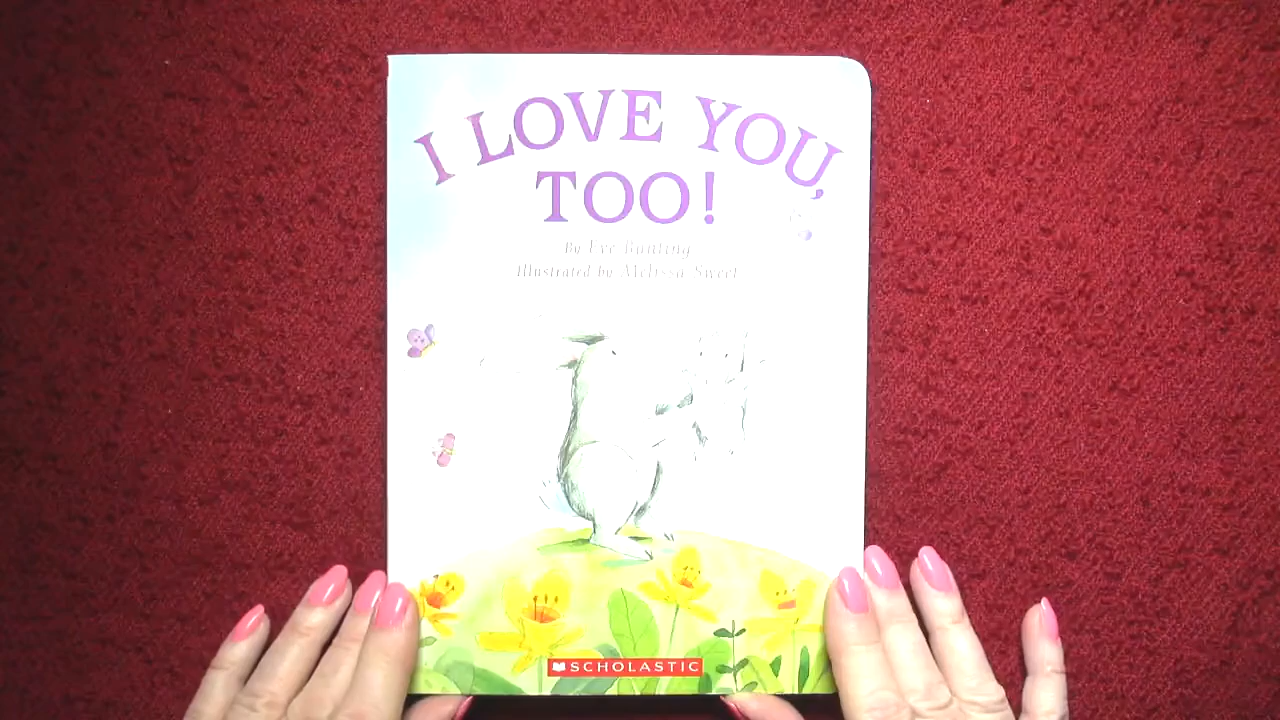 I LOVE YOU,
TOO!
By Eve Bunting
Illustrated by Melissa Sweet
SCHOLASTIC